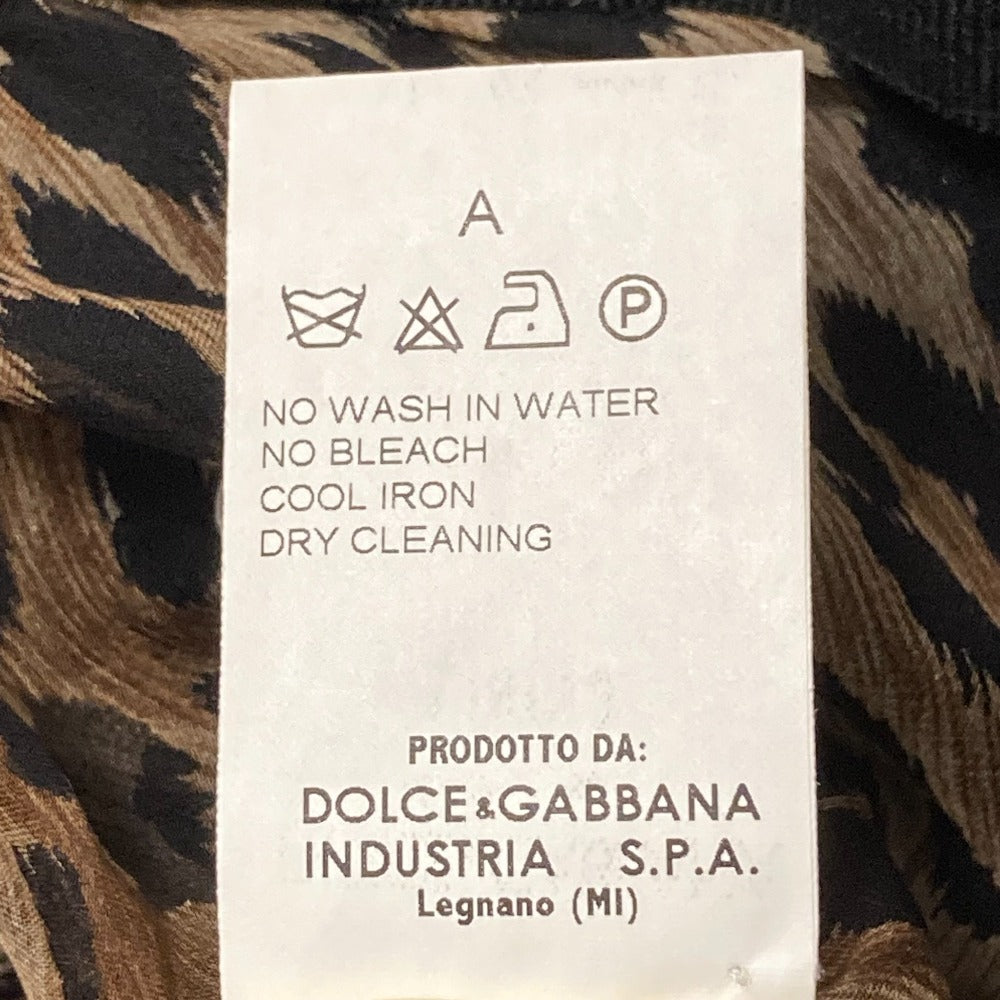 A
P
NO WASH IN WATER
NO BLEACH
COOL IRON
DRY CLEANING
PRODOTTO DA:
DOLCE&GABBANA
INDUSTRIA S.P.A.
Legnano (MI)